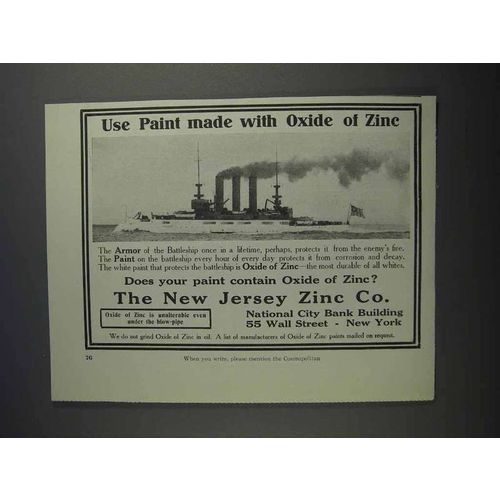 Use Paint made with Oxide of Zinc
The Armor of the Battleship once in a lifetime, perhaps, protects it from the enemy's fire.
The Paint on the battleship every hour of every day protects it from corrosion and decay.
The white paint that protects the battleship is Oxide of Zinc—the most durable of all whites.
Does your paint contain Oxide of Zinc?
The New Jersey Zinc Co.
Oxide of Zinc is unalterable even
under the blow-pipe
National City Bank Building
55 Wall Street - New York
We do not grind Oxide of Zinc in oil. A list of manufacturers of Oxide of Zinc paints mailed on request.
76
When you write, please mention the Cosmopolitan